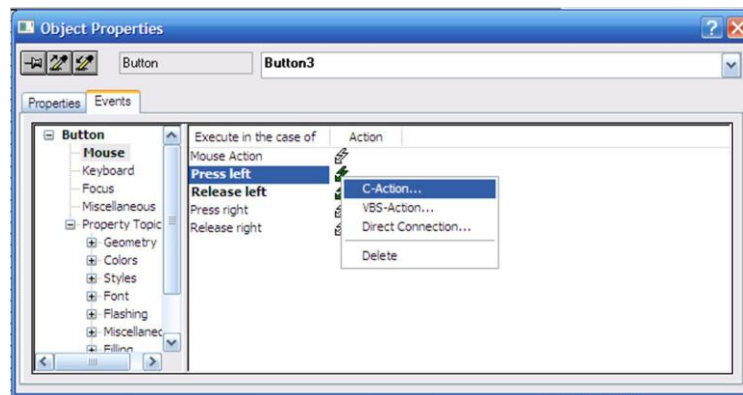 Object Properties
Button
Button3
Properties
Events
Button
Mouse
Keyboard
Focus
Miscellaneous
Property Topic
Geometry
Colors
Styles
Font
Flashing
Miscellanec
Filling
Execute in the case of
Action
Mouse Action
Press left
Release left
Press right
Release right
C-Action...
VBS-Action...
Direct Connection...
Delete